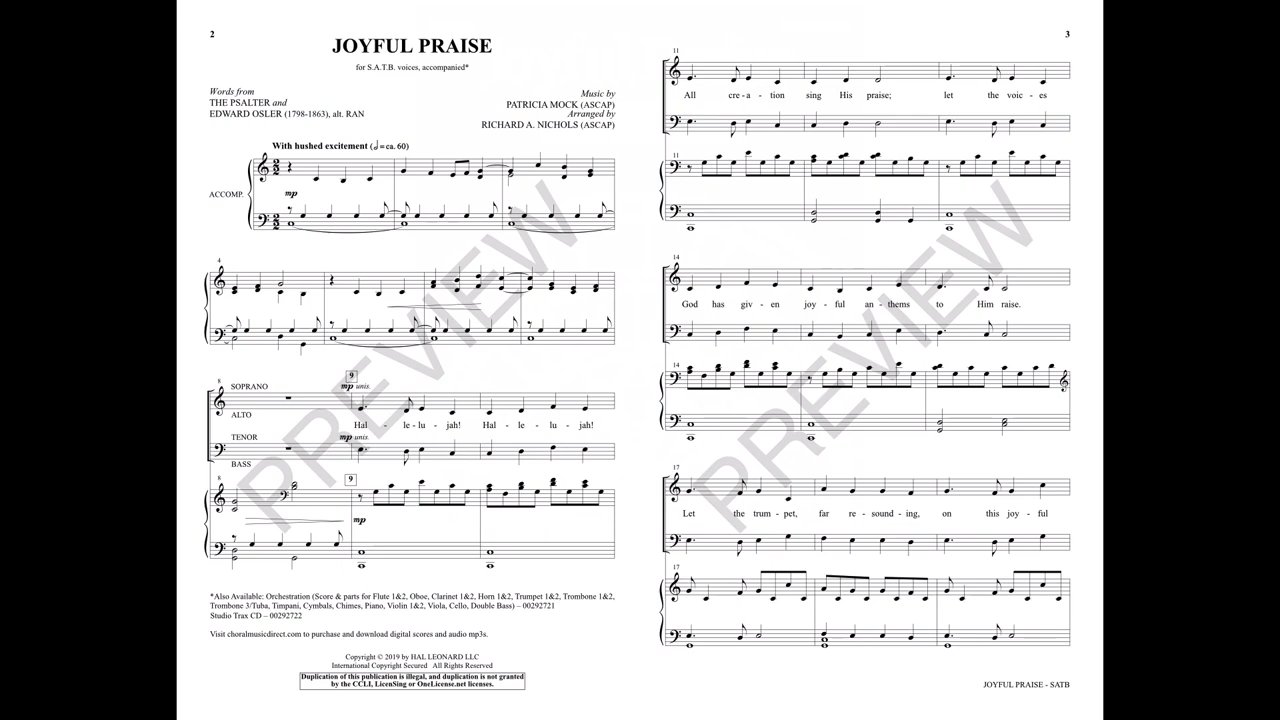 2
JOYFUL PRAISE
for S.A.T.B. voices, accompanied*
Words from
THE PSALTER and
EDWARD OSLER (1798-1863), alt. RAN
Music by
PATRICIA MOCK (ASCAP)
Arranged by
RICHARD A. NICHOLS (ASCAP)
With hushed excitement (𝅗𝅥 = ca. 60)
ACCOMP.
mp
4
8
SOPRANO
9
mp unis.
ALTO
Hal - le - lu - jah! Hal - le - lu - jah!
TENOR
mp unis.
BASS
8
9
mp
*Also Available: Orchestration (Score & parts for Flute 1&2, Oboe, Clarinet 1&2, Horn 1&2, Trumpet 1&2, Trombone 1&2,
Trombone 3/Tuba, Timpani, Cymbals, Chimes, Piano, Violin 1&2, Viola, Cello, Double Bass) – 00292721
Studio Trax CD – 00292722
Visit choralmusicdirect.com to purchase and download digital scores and audio mp3s.
Copyright © 2019 by HAL LEONARD LLC
International Copyright Secured All Rights Reserved
Duplication of this publication is illegal, and duplication is not granted
by the CCLI, LicenSing or OneLicense.net licenses.
PREVIEW
3
11
All cre - a - tion sing His praise; let the voic - es
11
14
God has giv - en joy - ful an - thems to Him raise.
14
17
Let the trum - pet, far re - sound - ing, on this joy - ful
17
JOYFUL PRAISE - SATB
PREVIEW